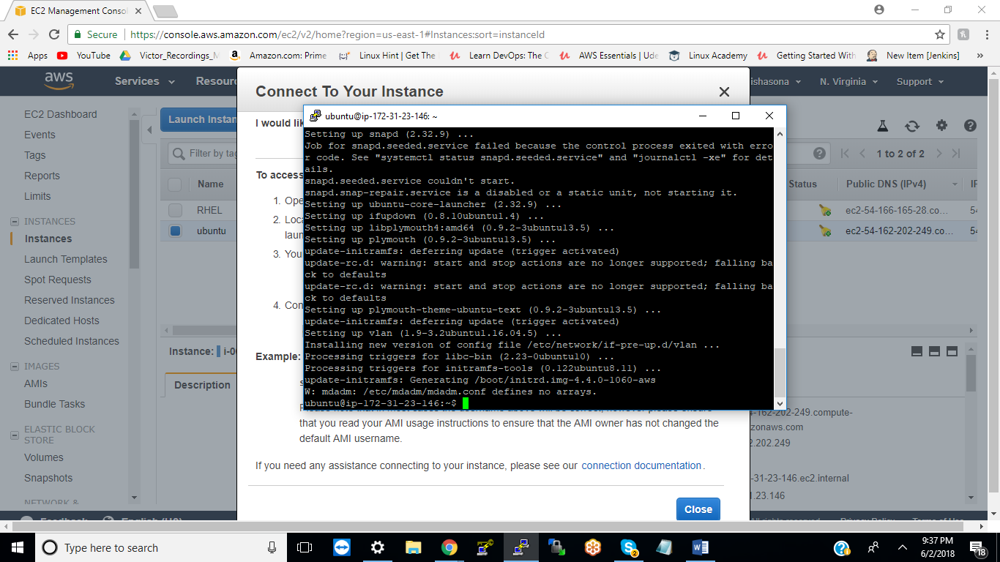 EC2 Management Consol
Secure https://console.aws.amazon.com/ec2/v2/home?region=us-east-1#Instances:sort=instanceId
Apps YouTube Victor_Recordings_M Amazon.com: Prime Linux Hint | Get The Learn DevOps: The C AWS Essentials | Ude Linux Academy Getting Started With New Item [Jenkins] »
aws Services Resour ishasona N. Virginia Support
EC2 Dashboard
Events
Tags
Reports
Limits
INSTANCES
Instances
Launch Templates
Spot Requests
Reserved Instances
Dedicated Hosts
Scheduled Instances
IMAGES
AMIs
Bundle Tasks
ELASTIC BLOCK
STORE
Volumes
Snapshots
NETWORK &
Launch Instan
Filter by tag
1 to 2 of 2
Name Status Public DNS (IPv4) IP
RHEL ec2-54-166-165-28.co... 54
ubuntu ec2-54-162-202-249.co... 54
Instance: i-0
Description
4-162-202-249.compute-
zonaws.com
2.202.249
-31-23-146.ec2.internal
1.23.146
Connect To Your Instance
I would lik
To access
1. Ope
2. Loca
laun
3. You
4. Con
Example:
ubuntu@ip-172-31-23-146: ~
Setting up snapd (2.32.9) ...
Job for snapd.seeded.service failed because the control process exited with erro
r code. See "systemctl status snapd.seeded.service" and "journalctl -xe" for det
ails.
snapd.seeded.service couldn't start.
snapd.snap-repair.service is a disabled or a static unit, not starting it.
Setting up ubuntu-core-launcher (2.32.9) ...
Setting up ifupdown (0.8.10ubuntu1.4) ...
Setting up libplymouth4:amd64 (0.9.2-3ubuntu13.5) ...
Setting up plymouth (0.9.2-3ubuntu13.5) ...
update-initramfs: deferring update (trigger activated)
update-rc.d: warning: start and stop actions are no longer supported; falling ba
ck to defaults
update-rc.d: warning: start and stop actions are no longer supported; falling ba
ck to defaults
Setting up plymouth-theme-ubuntu-text (0.9.2-3ubuntu13.5) ...
update-initramfs: deferring update (trigger activated)
Setting up vlan (1.9-3.2ubuntu1.16.04.5) ...
Installing new version of config file /etc/network/if-pre-up.d/vlan ...
Processing triggers for libc-bin (2.23-0ubuntu10) ...
Processing triggers for initramfs-tools (0.122ubuntu8.11) ...
update-initramfs: Generating /boot/initrd.img-4.4.0-1060-aws
W: mdadm: /etc/mdadm/mdadm.conf defines no arrays.
ubuntu@ip-172-31-23-146:~$
that you read your AMI usage instructions to ensure that the AMI owner has not changed the
default AMI username.
If you need any assistance connecting to your instance, please see our connection documentation.
Close
Feedback English (US)
All rights reserved. Privacy Policy Terms of Use
Type here to search
2
9:37 PM
6/2/2018
18